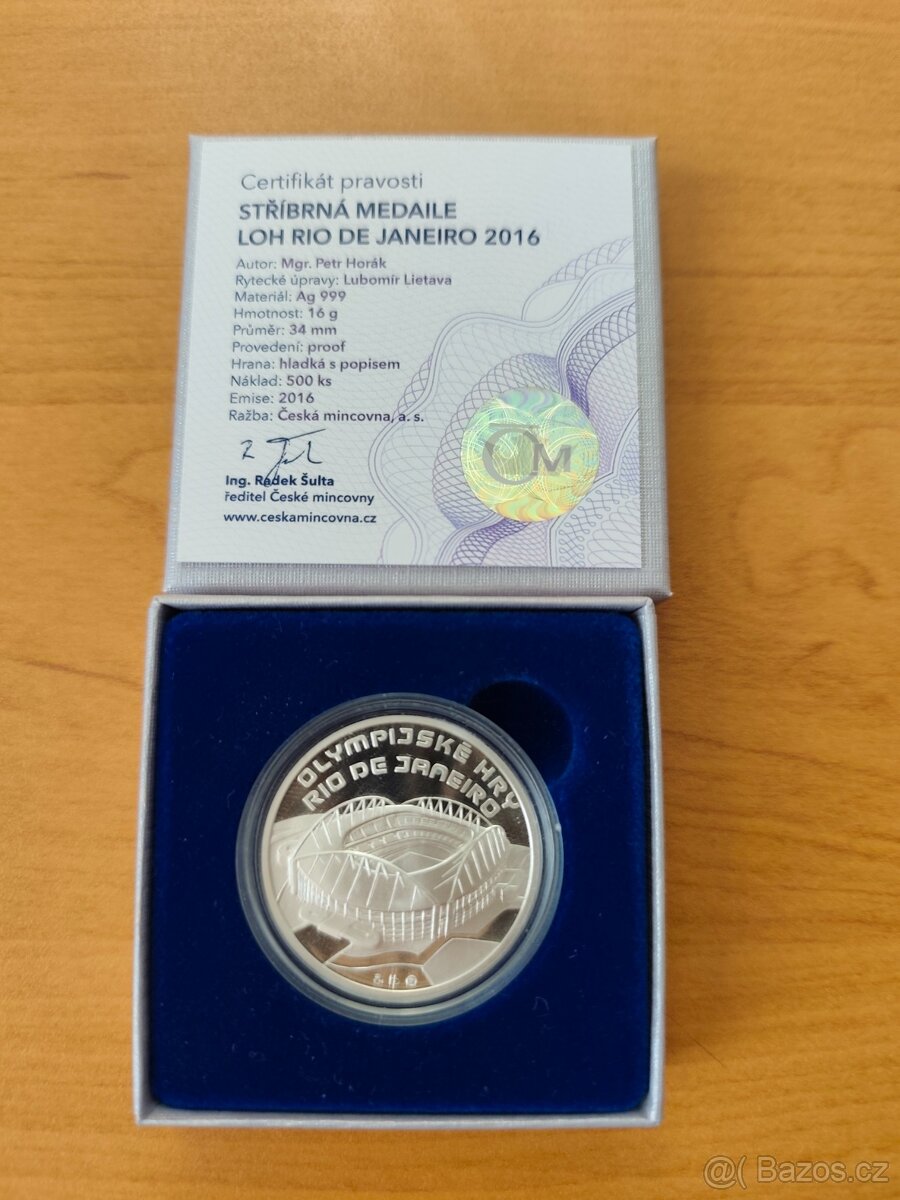 Certifikát pravosti
STŘÍBRNÁ MEDAILE
LOH RIO DE JANEIRO 2016
Autor: Mgr. Petr Horák
Rytecké úpravy: Lubomír Lietava
Materiál: Ag 999
Hmotnost: 16 g
Průměr: 34 mm
Provedení: proof
Hrana: hladká s popisem
Náklad: 500 ks
Emise: 2016
Ražba: Česká mincovna, a. s.
Ing. Radek Šulta
ředitel České mincovny
www.ceskamincovna.cz
ČM
OLYMPIJSKÉ HRY
RIO DE JANEIRO
@( Bazos.cz